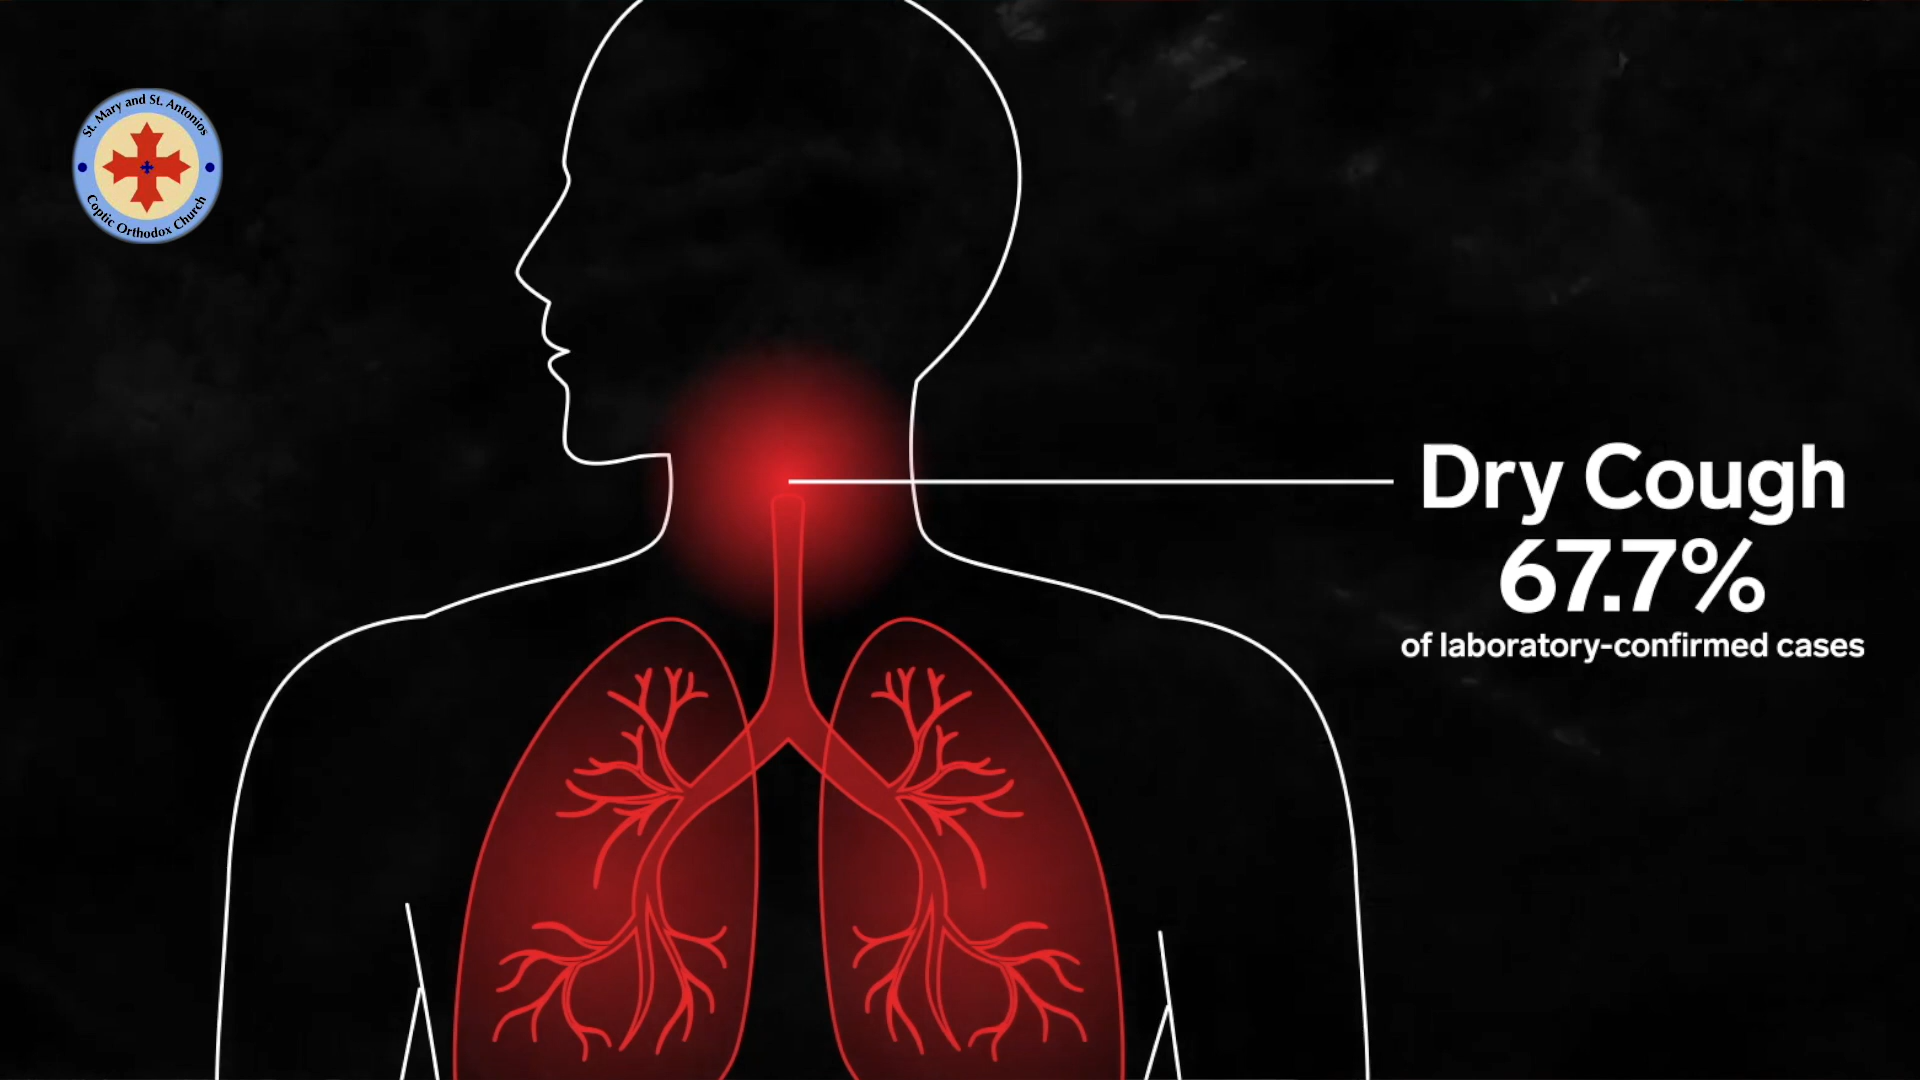 St. Mary and St. Antonios
Coptic Orthodox Church
Dry Cough
67.7%
of laboratory-confirmed cases